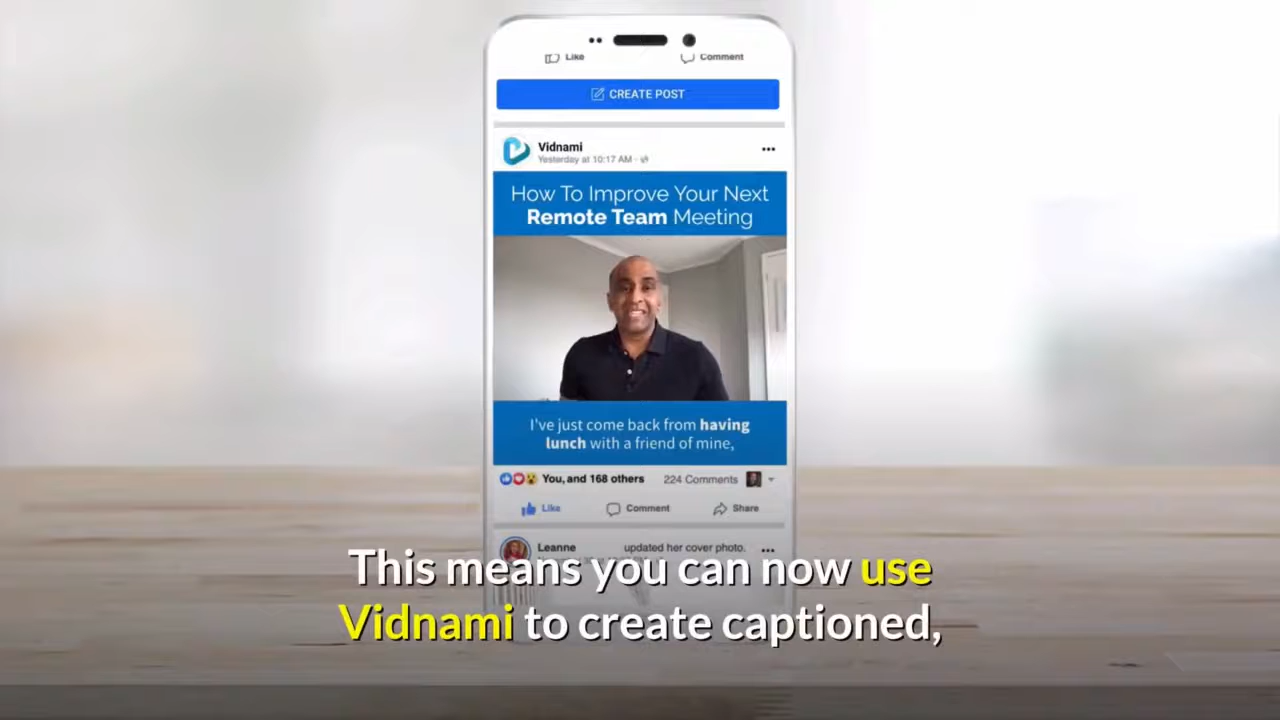 Like Comment
CREATE POST
Vidnami
Yesterday at 10:17 AM
How To Improve Your Next
Remote Team Meeting
I've just come back from having
lunch with a friend of mine,
You, and 168 others 224 Comments
Like Comment Share
Leanne updated her cover photo.
This means you can now use
Vidnami to create captioned,